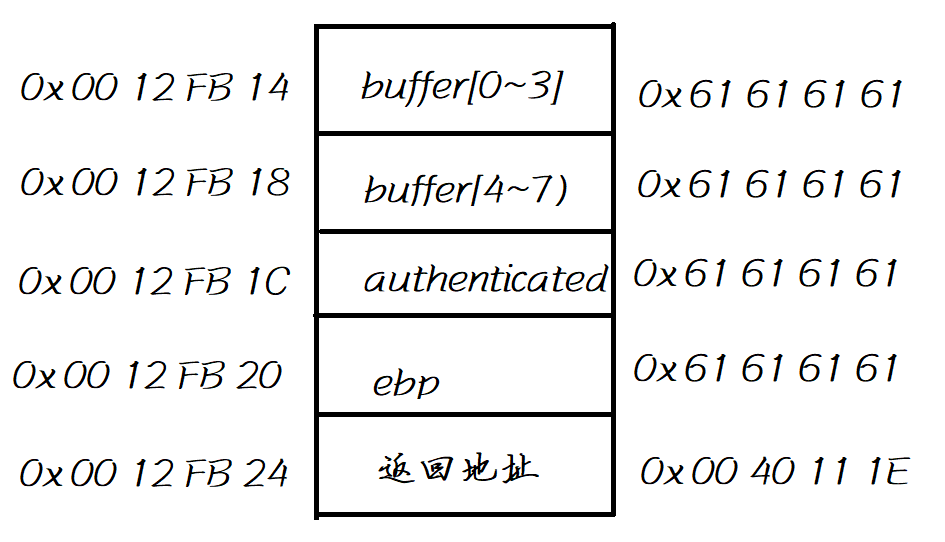 0x00 12 FB 14 buffer[0~3] 0x61 61 61 61
0x00 12 FB 18 buffer[4~7) 0x61 61 61 61
0x00 12 FB 1C authenticated 0x61 61 61 61
0x00 12 FB 20 ebp 0x61 61 61 61
0x00 12 FB 24 返回地址 0x00 40 11 1E